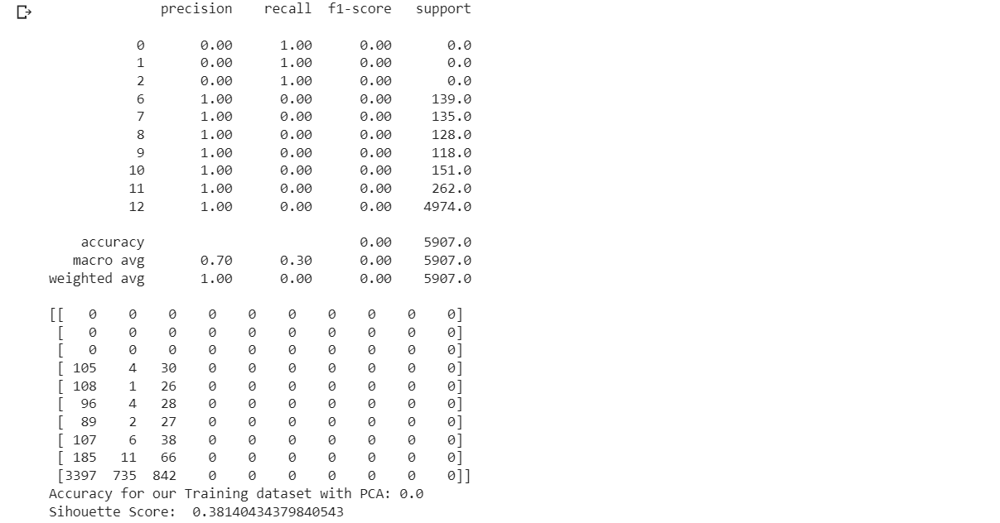 precision recall f1-score support
0 0.00 1.00 0.00 0.0
1 0.00 1.00 0.00 0.0
2 0.00 1.00 0.00 0.0
6 1.00 0.00 0.00 139.0
7 1.00 0.00 0.00 135.0
8 1.00 0.00 0.00 128.0
9 1.00 0.00 0.00 118.0
10 1.00 0.00 0.00 151.0
11 1.00 0.00 0.00 262.0
12 1.00 0.00 0.00 4974.0
accuracy 0.00 5907.0
macro avg 0.70 0.30 0.00 5907.0
weighted avg 1.00 0.00 0.00 5907.0
[[ 0 0 0 0 0 0 0 0 0 0]
[ 0 0 0 0 0 0 0 0 0 0]
[ 0 0 0 0 0 0 0 0 0 0]
[ 105 4 30 0 0 0 0 0 0 0]
[ 108 1 26 0 0 0 0 0 0 0]
[ 96 4 28 0 0 0 0 0 0 0]
[ 89 2 27 0 0 0 0 0 0 0]
[ 107 6 38 0 0 0 0 0 0 0]
[ 185 11 66 0 0 0 0 0 0 0]
[3397 735 842 0 0 0 0 0 0 0]]
Accuracy for our Training dataset with PCA: 0.0
Sihouette Score: 0.38140434379840543